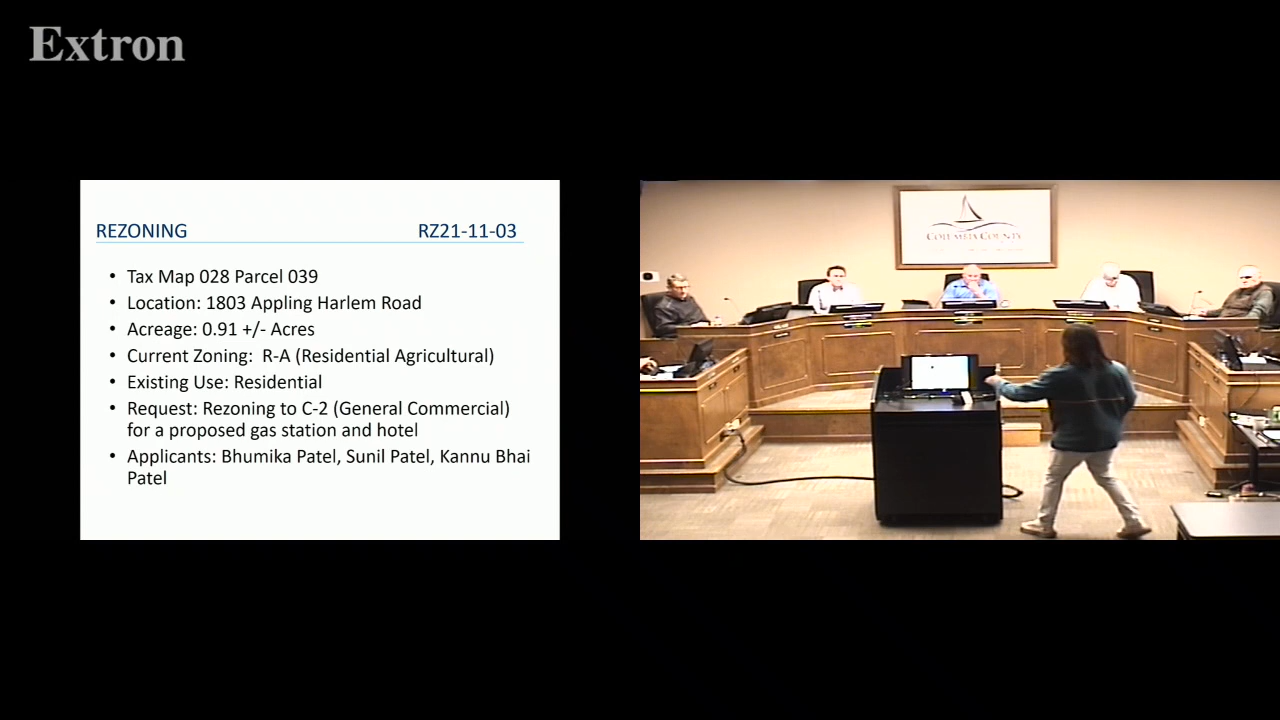 Extron
REZONING RZ21-11-03
• Tax Map 028 Parcel 039
• Location: 1803 Appling Harlem Road
• Acreage: 0.91 +/- Acres
• Current Zoning: R-A (Residential Agricultural)
• Existing Use: Residential
• Request: Rezoning to C-2 (General Commercial)
for a proposed gas station and hotel
• Applicants: Bhumika Patel, Sunil Patel, Kannu Bhai
Patel
COLUMBIA COUNTY